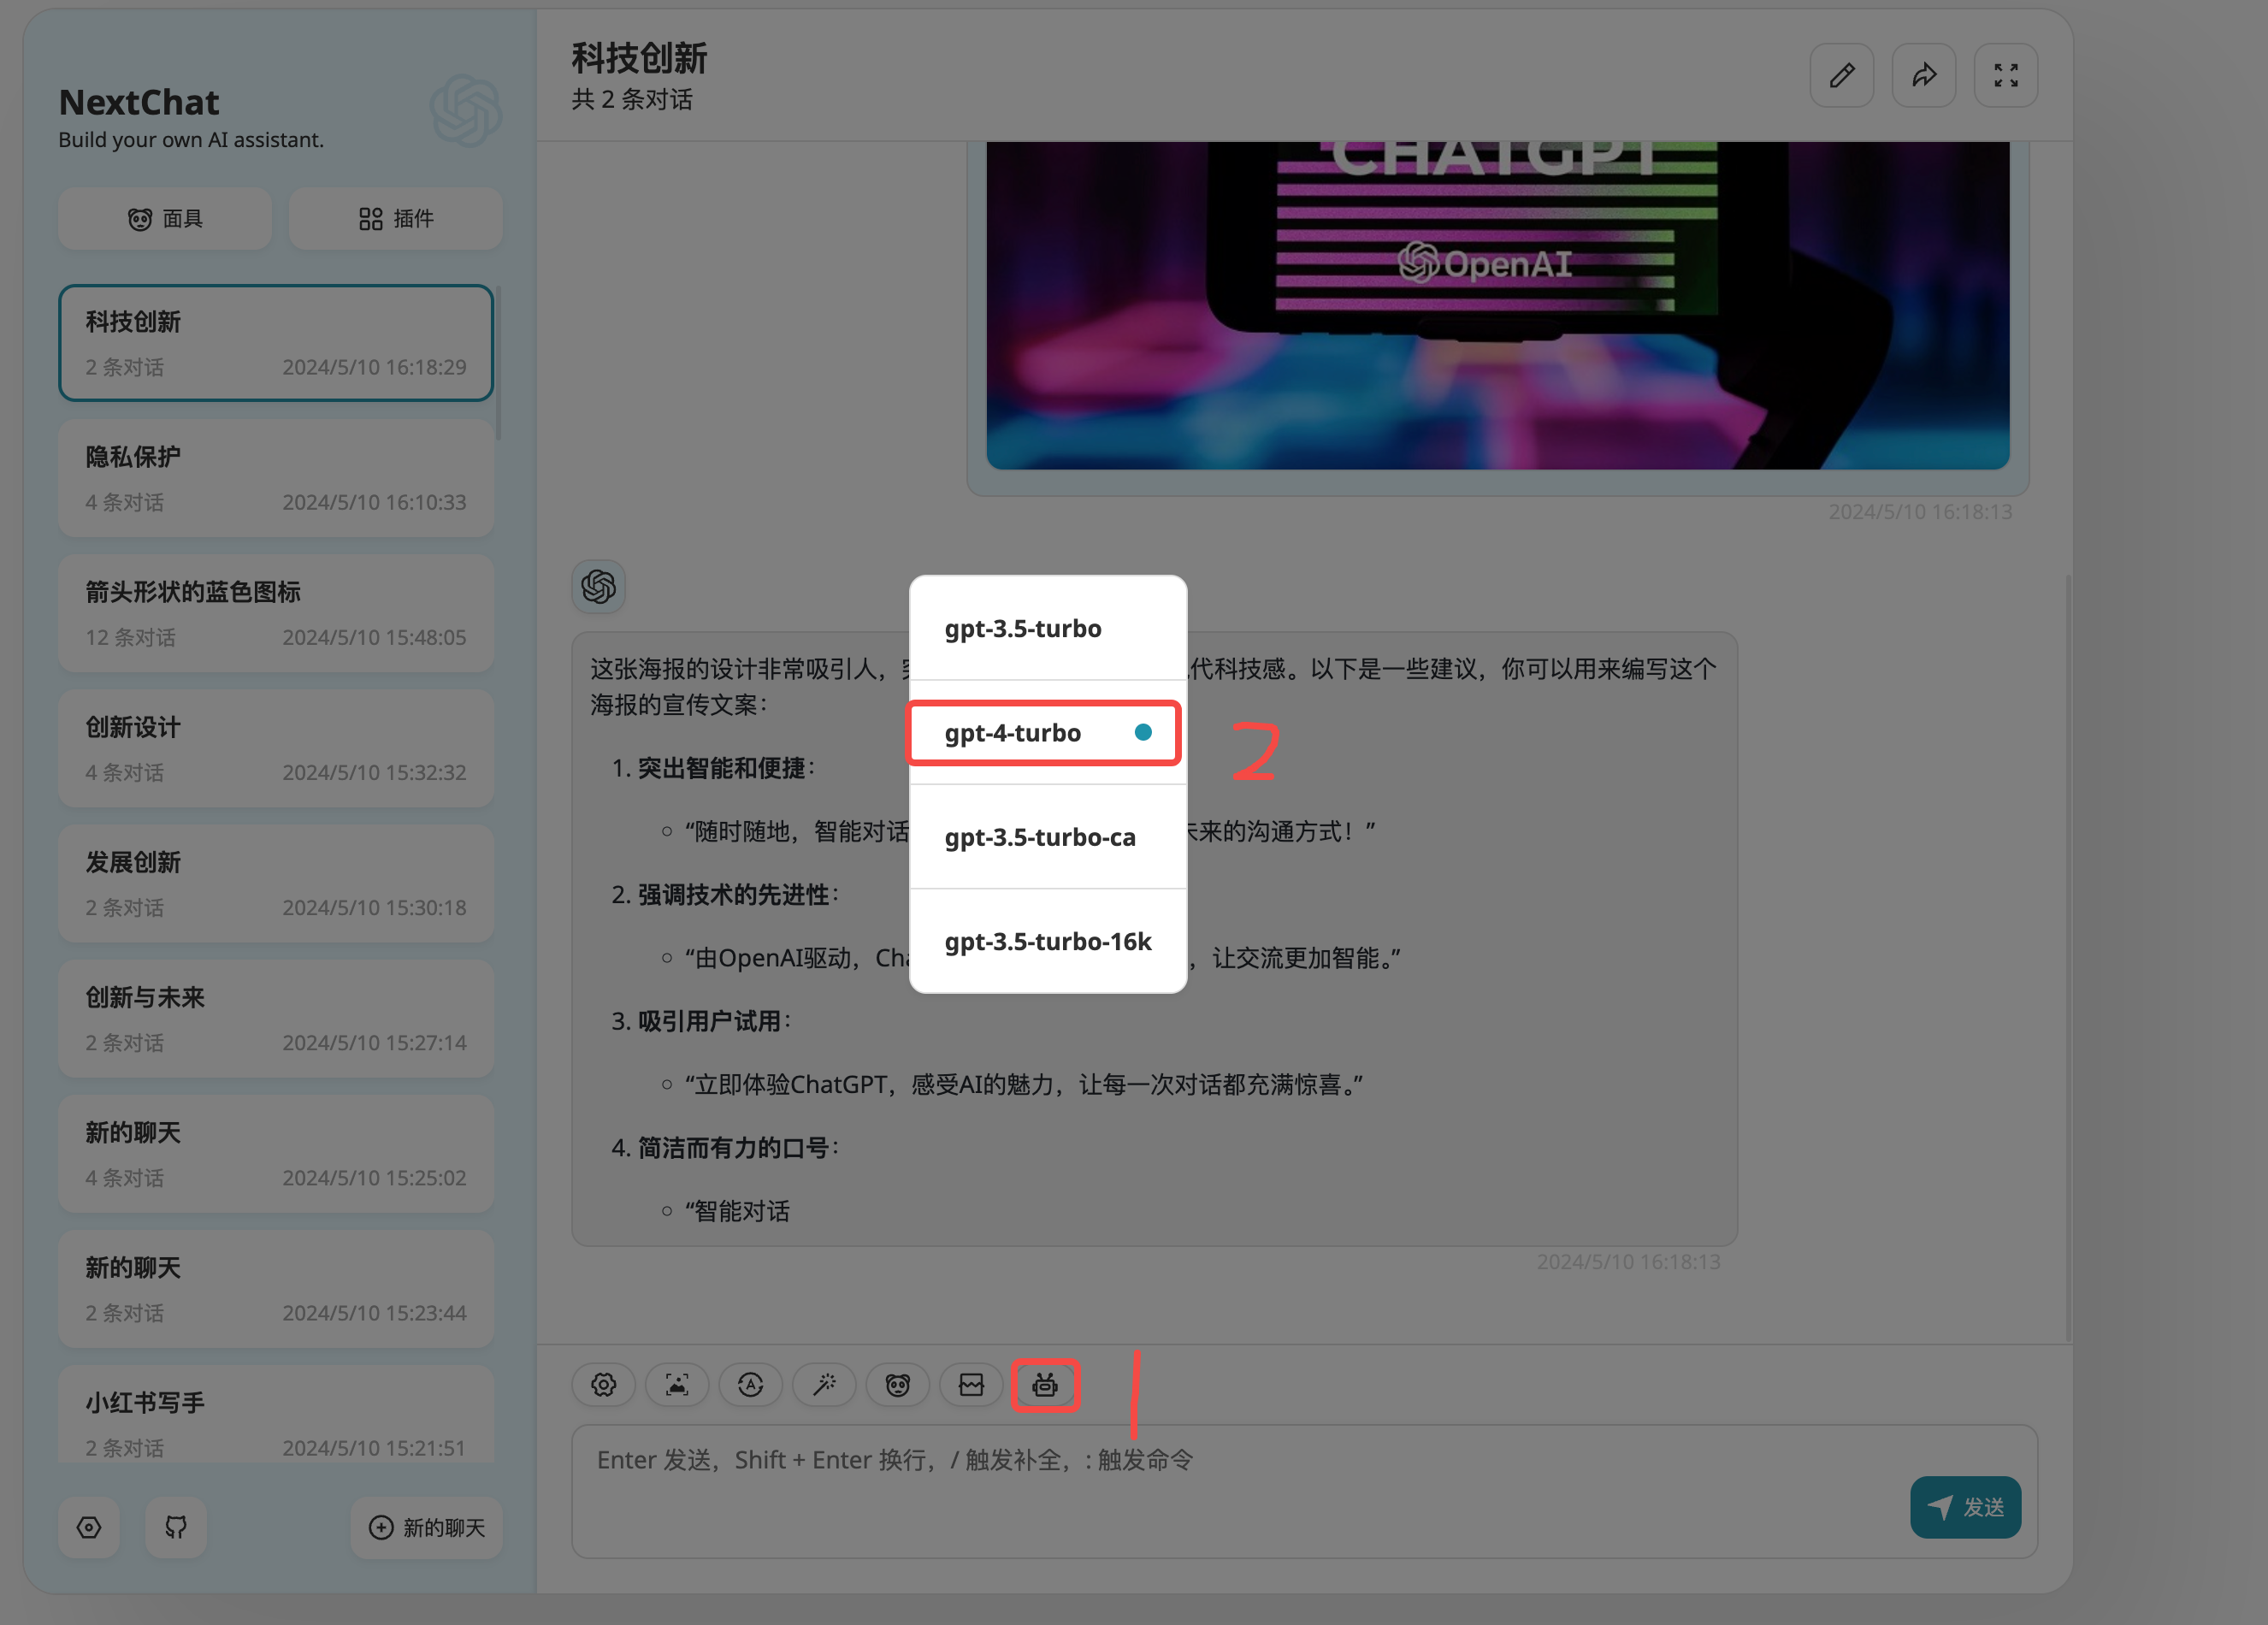 NextChat
Build your own AI assistant.
面具
插件
科技创新
2 条对话 2024/5/10 16:18:29
隐私保护
4 条对话 2024/5/10 16:10:33
箭头形状的蓝色图标
12 条对话 2024/5/10 15:48:05
创新设计
4 条对话 2024/5/10 15:32:32
发展创新
2 条对话 2024/5/10 15:30:18
创新与未来
2 条对话 2024/5/10 15:27:14
新的聊天
4 条对话 2024/5/10 15:25:02
新的聊天
2 条对话 2024/5/10 15:23:44
小红书写手
2 条对话 2024/5/10 15:21:51
新的聊天
科技创新
共 2 条对话
CHATGPT
OpenAI
2024/5/10 16:18:13
这张海报的设计非常吸引人，代科技感。以下是一些建议，你可以用来编写这个
海报的宣传文案：
1. 突出智能和便捷：
“随时随地，智能对话 来的沟通方式！”
2. 强调技术的先进性：
“由OpenAI驱动，Cha ，让交流更加智能。”
3. 吸引用户试用：
“立即体验ChatGPT，感受AI的魅力，让每一次对话都充满惊喜。”
4. 简洁而有力的口号：
“智能对话
2024/5/10 16:18:13
gpt-3.5-turbo
gpt-4-turbo
2
gpt-3.5-turbo-ca
gpt-3.5-turbo-16k
1
Enter 发送，Shift + Enter 换行，/ 触发补全，: 触发命令
发送